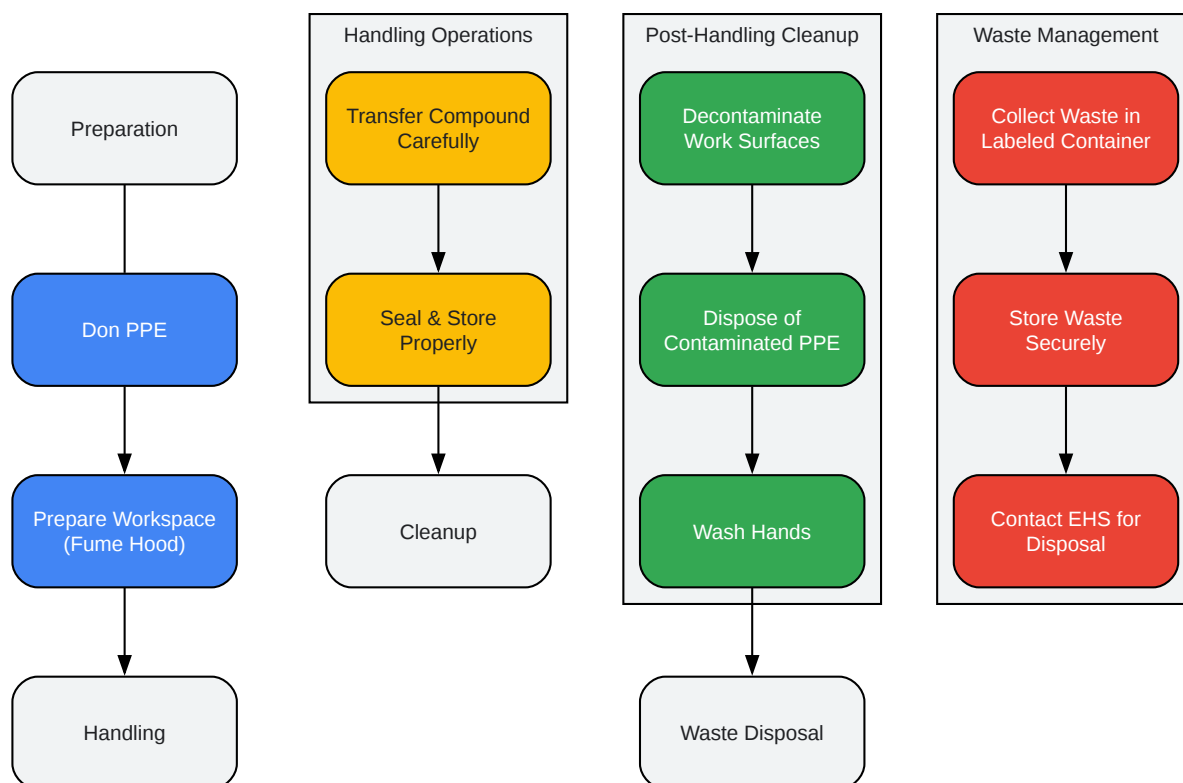 Preparation
Don PPE
Prepare Workspace
(Fume Hood)
Handling
Handling Operations
Transfer Compound
Carefully
Seal & Store
Properly
Cleanup
Post-Handling Cleanup
Decontaminate
Work Surfaces
Dispose of
Contaminated PPE
Wash Hands
Waste Disposal
Waste Management
Collect Waste in
Labeled Container
Store Waste
Securely
Contact EHS for
Disposal